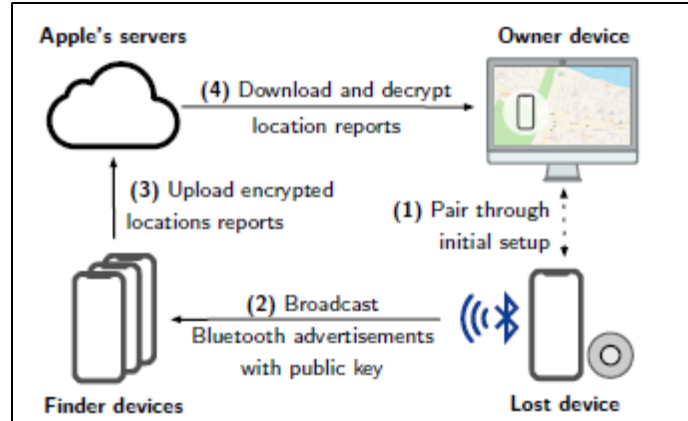 Apple's servers
Owner device
(4) Download and decrypt
location reports
(3) Upload encrypted
locations reports
(1) Pair through
initial setup
(2) Broadcast
Bluetooth advertisements
with public key
Finder devices
Lost device